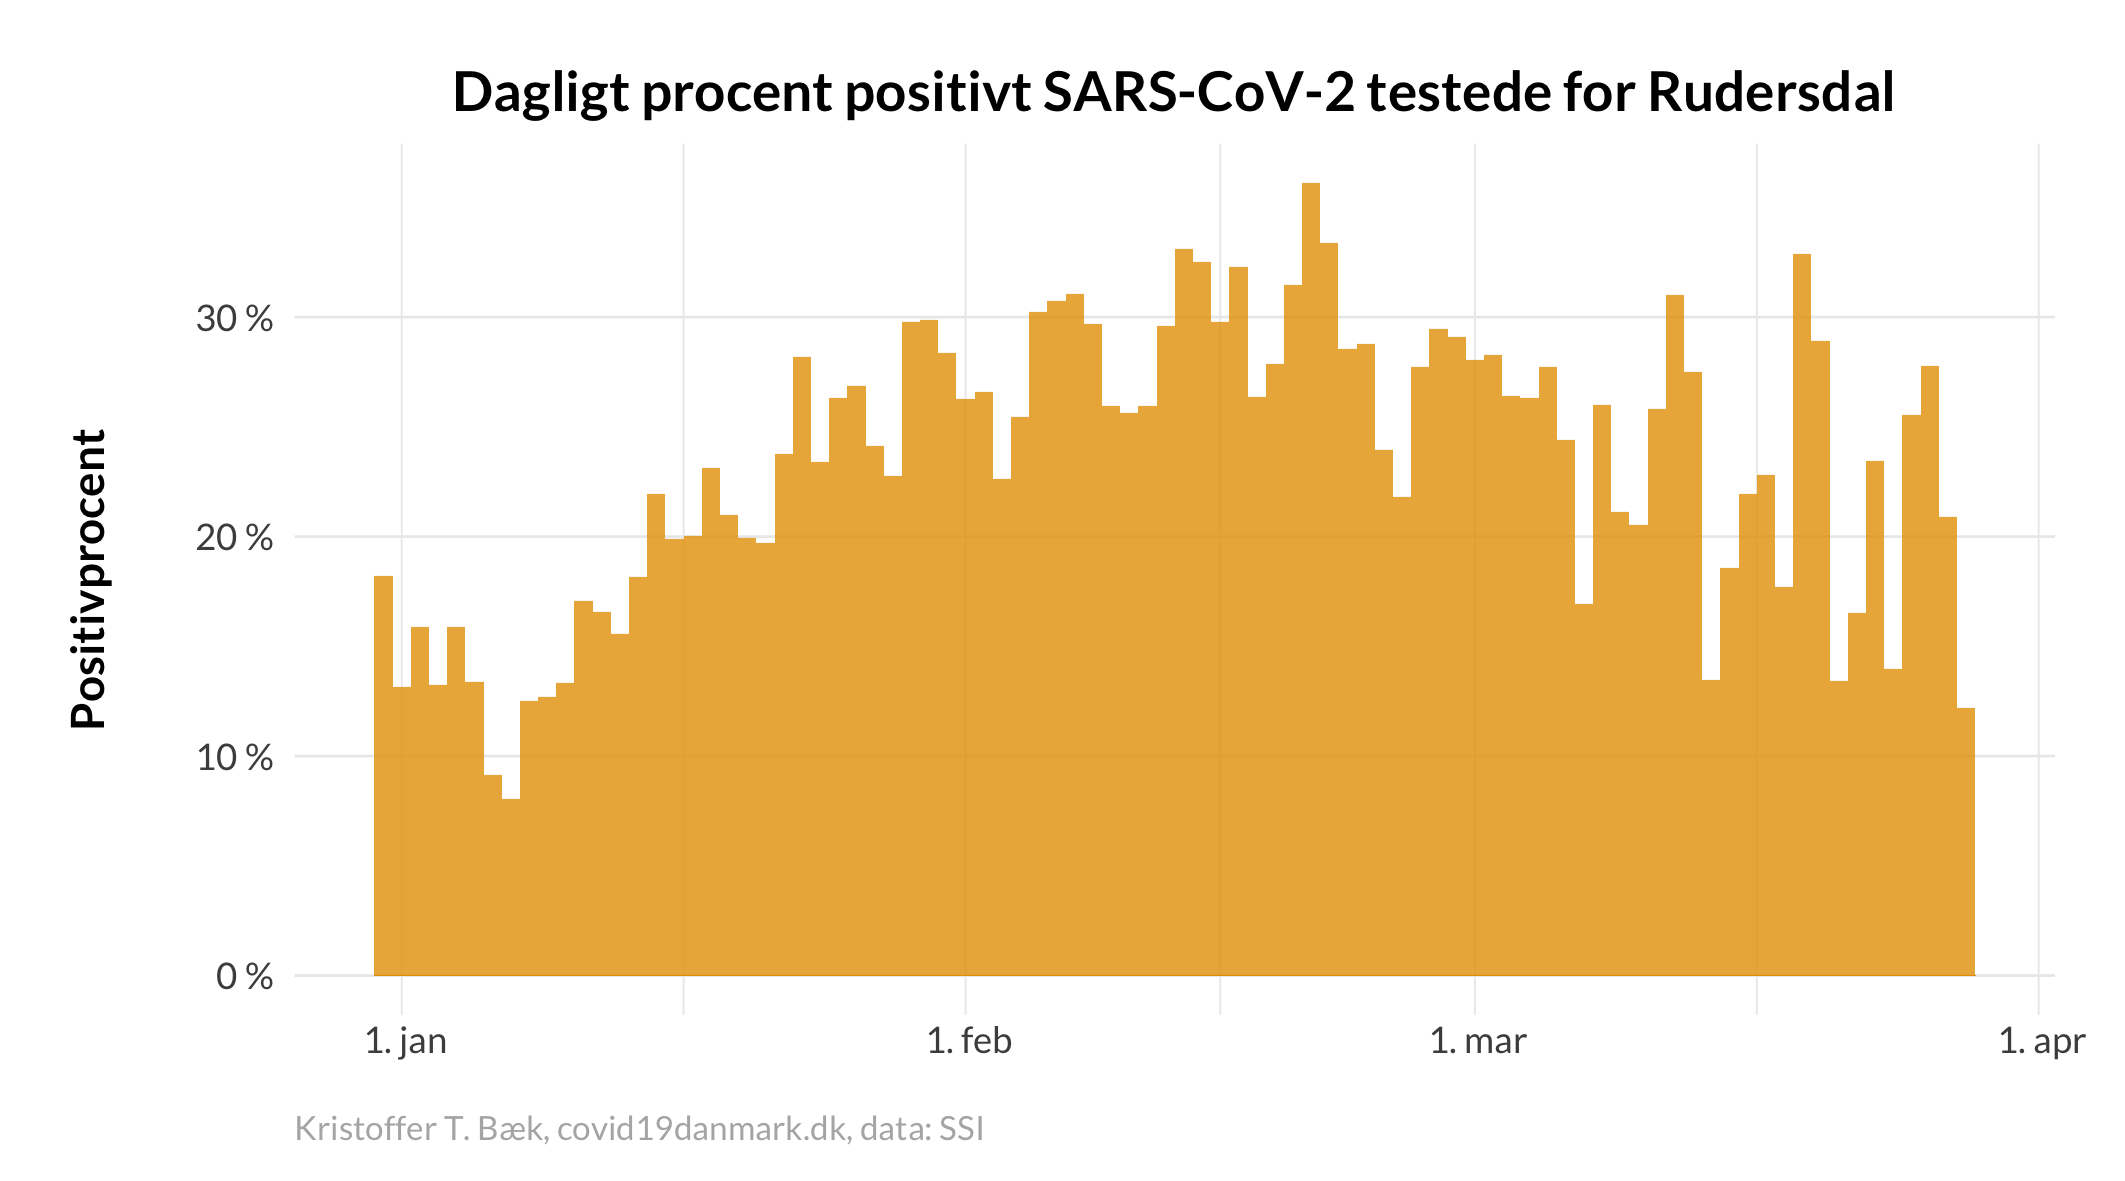 Dagligt procent positivt SARS-CoV-2 testede for Rudersdal
Positivprocent
30 %
20 %
10 %
0 %
1. jan
1. feb
1. mar
1. apr
Kristoffer T. Bæk, covid19danmark.dk, data: SSI